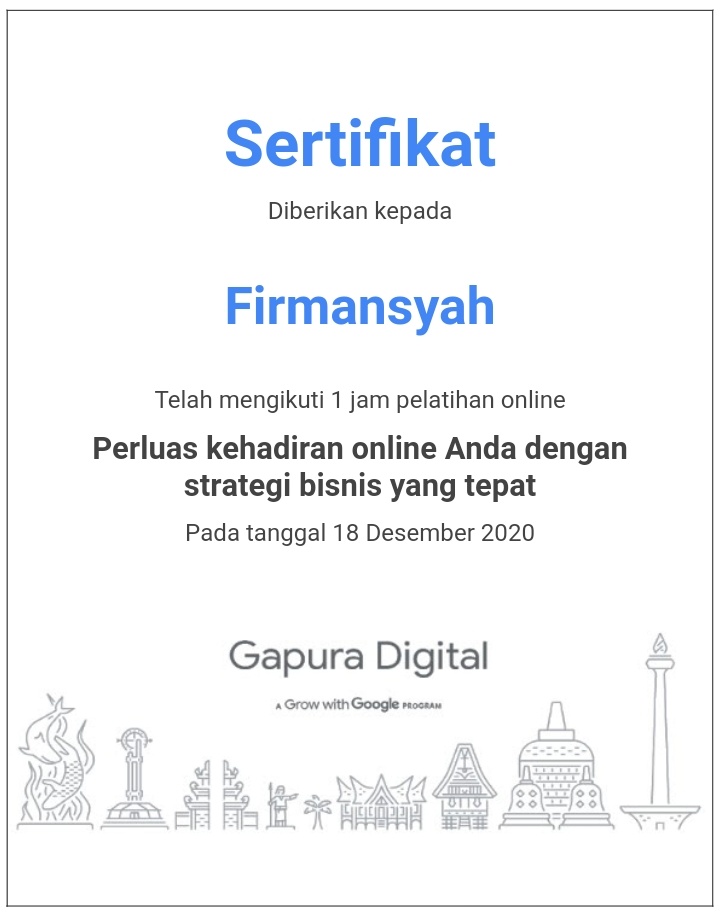 Sertifikat
Diberikan kepada
Firmansyah
Telah mengikuti 1 jam pelatihan online
Perluas kehadiran online Anda dengan
strategi bisnis yang tepat
Pada tanggal 18 Desember 2020
Gapura Digital
A Grow with Google PROGRAM